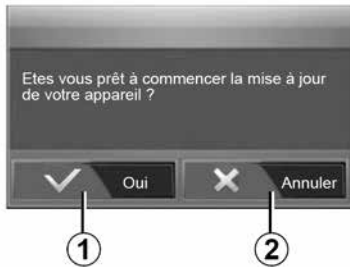 Etes vous prêt à commencer la mise à jour
de votre appareil ?
Oui
Annuler
1
2